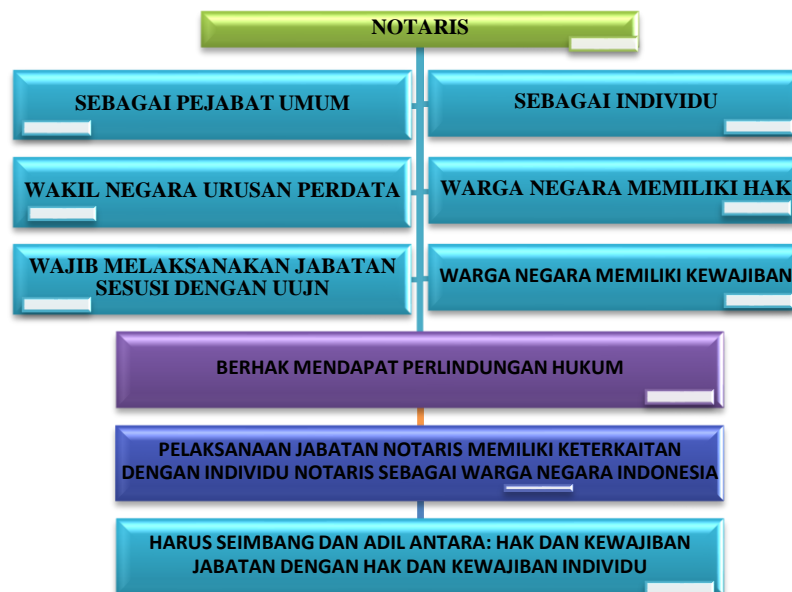 NOTARIS
SEBAGAI PEJABAT UMUM
SEBAGAI INDIVIDU
WAKIL NEGARA URUSAN PERDATA
WARGA NEGARA MEMILIKI HAK
WAJIB MELAKSANAKAN JABATAN
SESUSI DENGAN UUJN
WARGA NEGARA MEMILIKI KEWAJIBAN
BERHAK MENDAPAT PERLINDUNGAN HUKUM
PELAKSANAAN JABATAN NOTARIS MEMILIKI KETERKAITAN
DENGAN INDIVIDU NOTARIS SEBAGAI WARGA NEGARA INDONESIA
HARUS SEIMBANG DAN ADIL ANTARA: HAK DAN KEWAJIBAN
JABATAN DENGAN HAK DAN KEWAJIBAN INDIVIDU